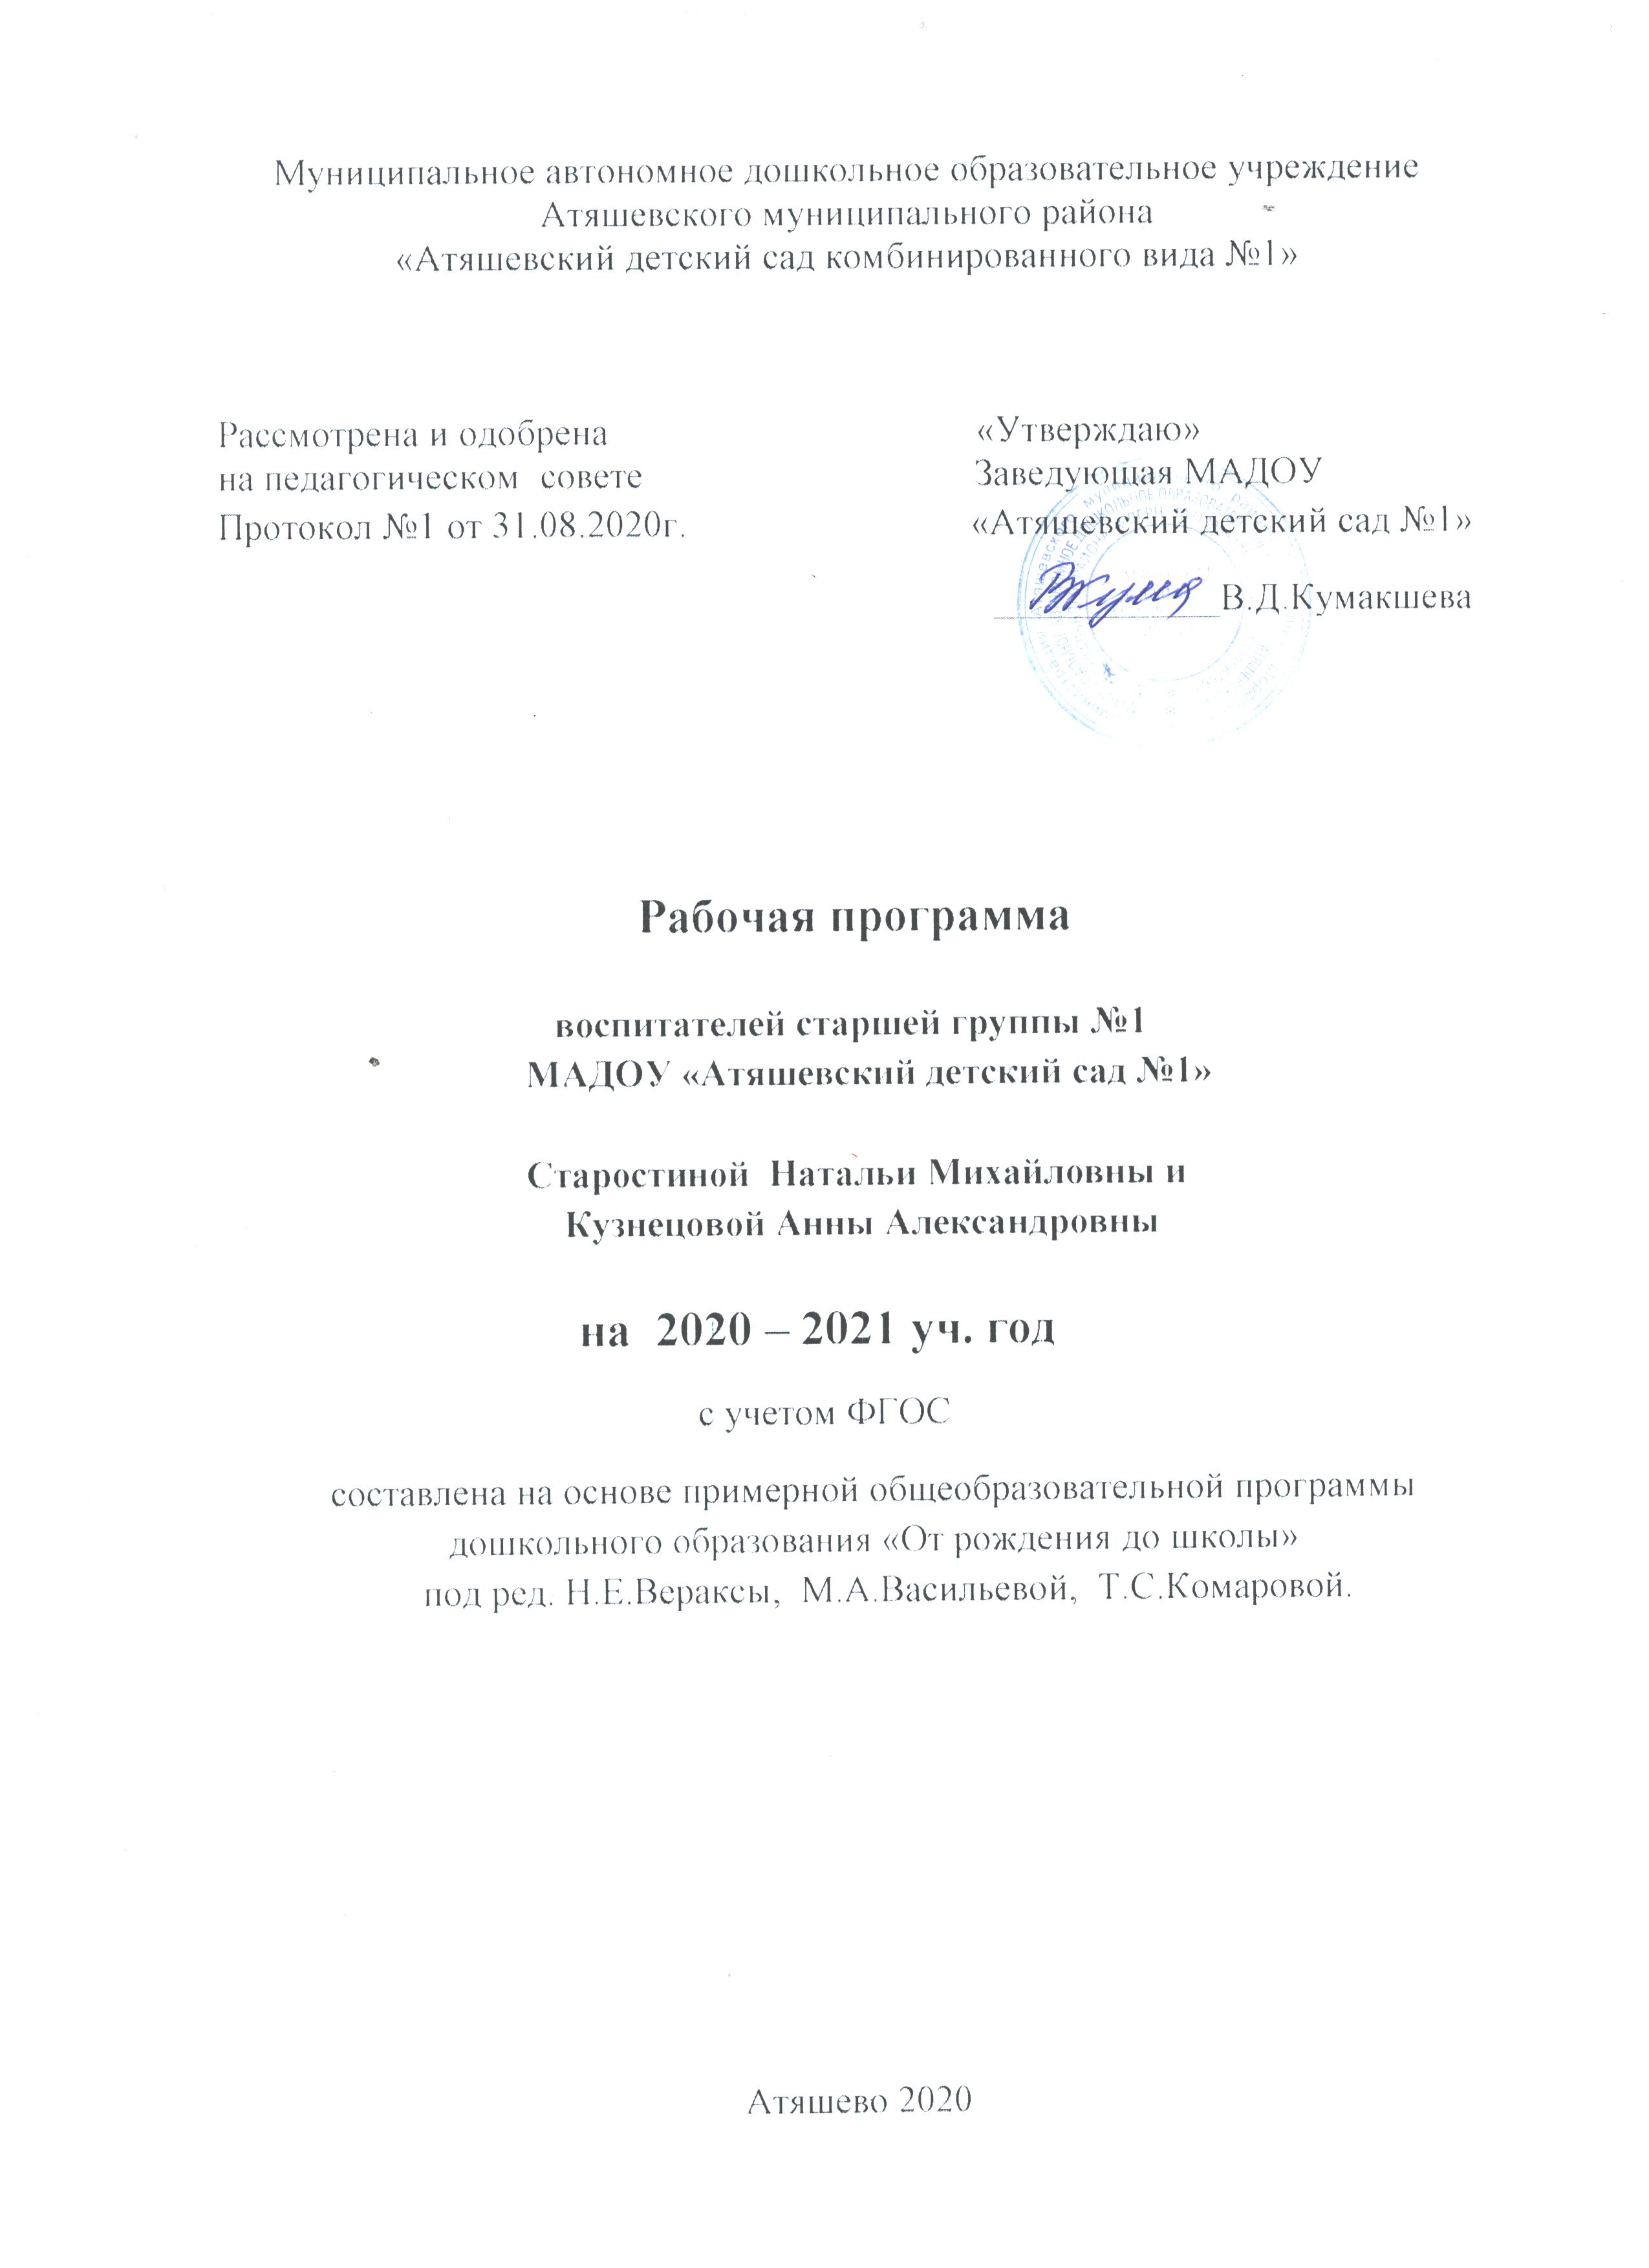 Муниципальное автономное дошкольное образовательное учреждение
Атяшевского муниципального района
«Атяшевский детский сад комбинированного вида №1»
Рассмотрена и одобрена
на педагогическом совете
Протокол №1 от 31.08.2020г.
«Утверждаю»
Заведующая МАДОУ
«Атяшевский детский сад №1»
В.Д.Кумакшева
Рабочая программа
воспитателей старшей группы №1
МАДОУ «Атяшевский детский сад №1»
Старостиной Натальи Михайловны и
Кузнецовой Анны Александровны
на 2020 – 2021 уч. год
с учетом ФГОС
составлена на основе примерной общеобразовательной программы
дошкольного образования «От рождения до школы»
под ред. Н.Е.Вераксы, М.А.Васильевой, Т.С.Комаровой.
Атяшево 2020